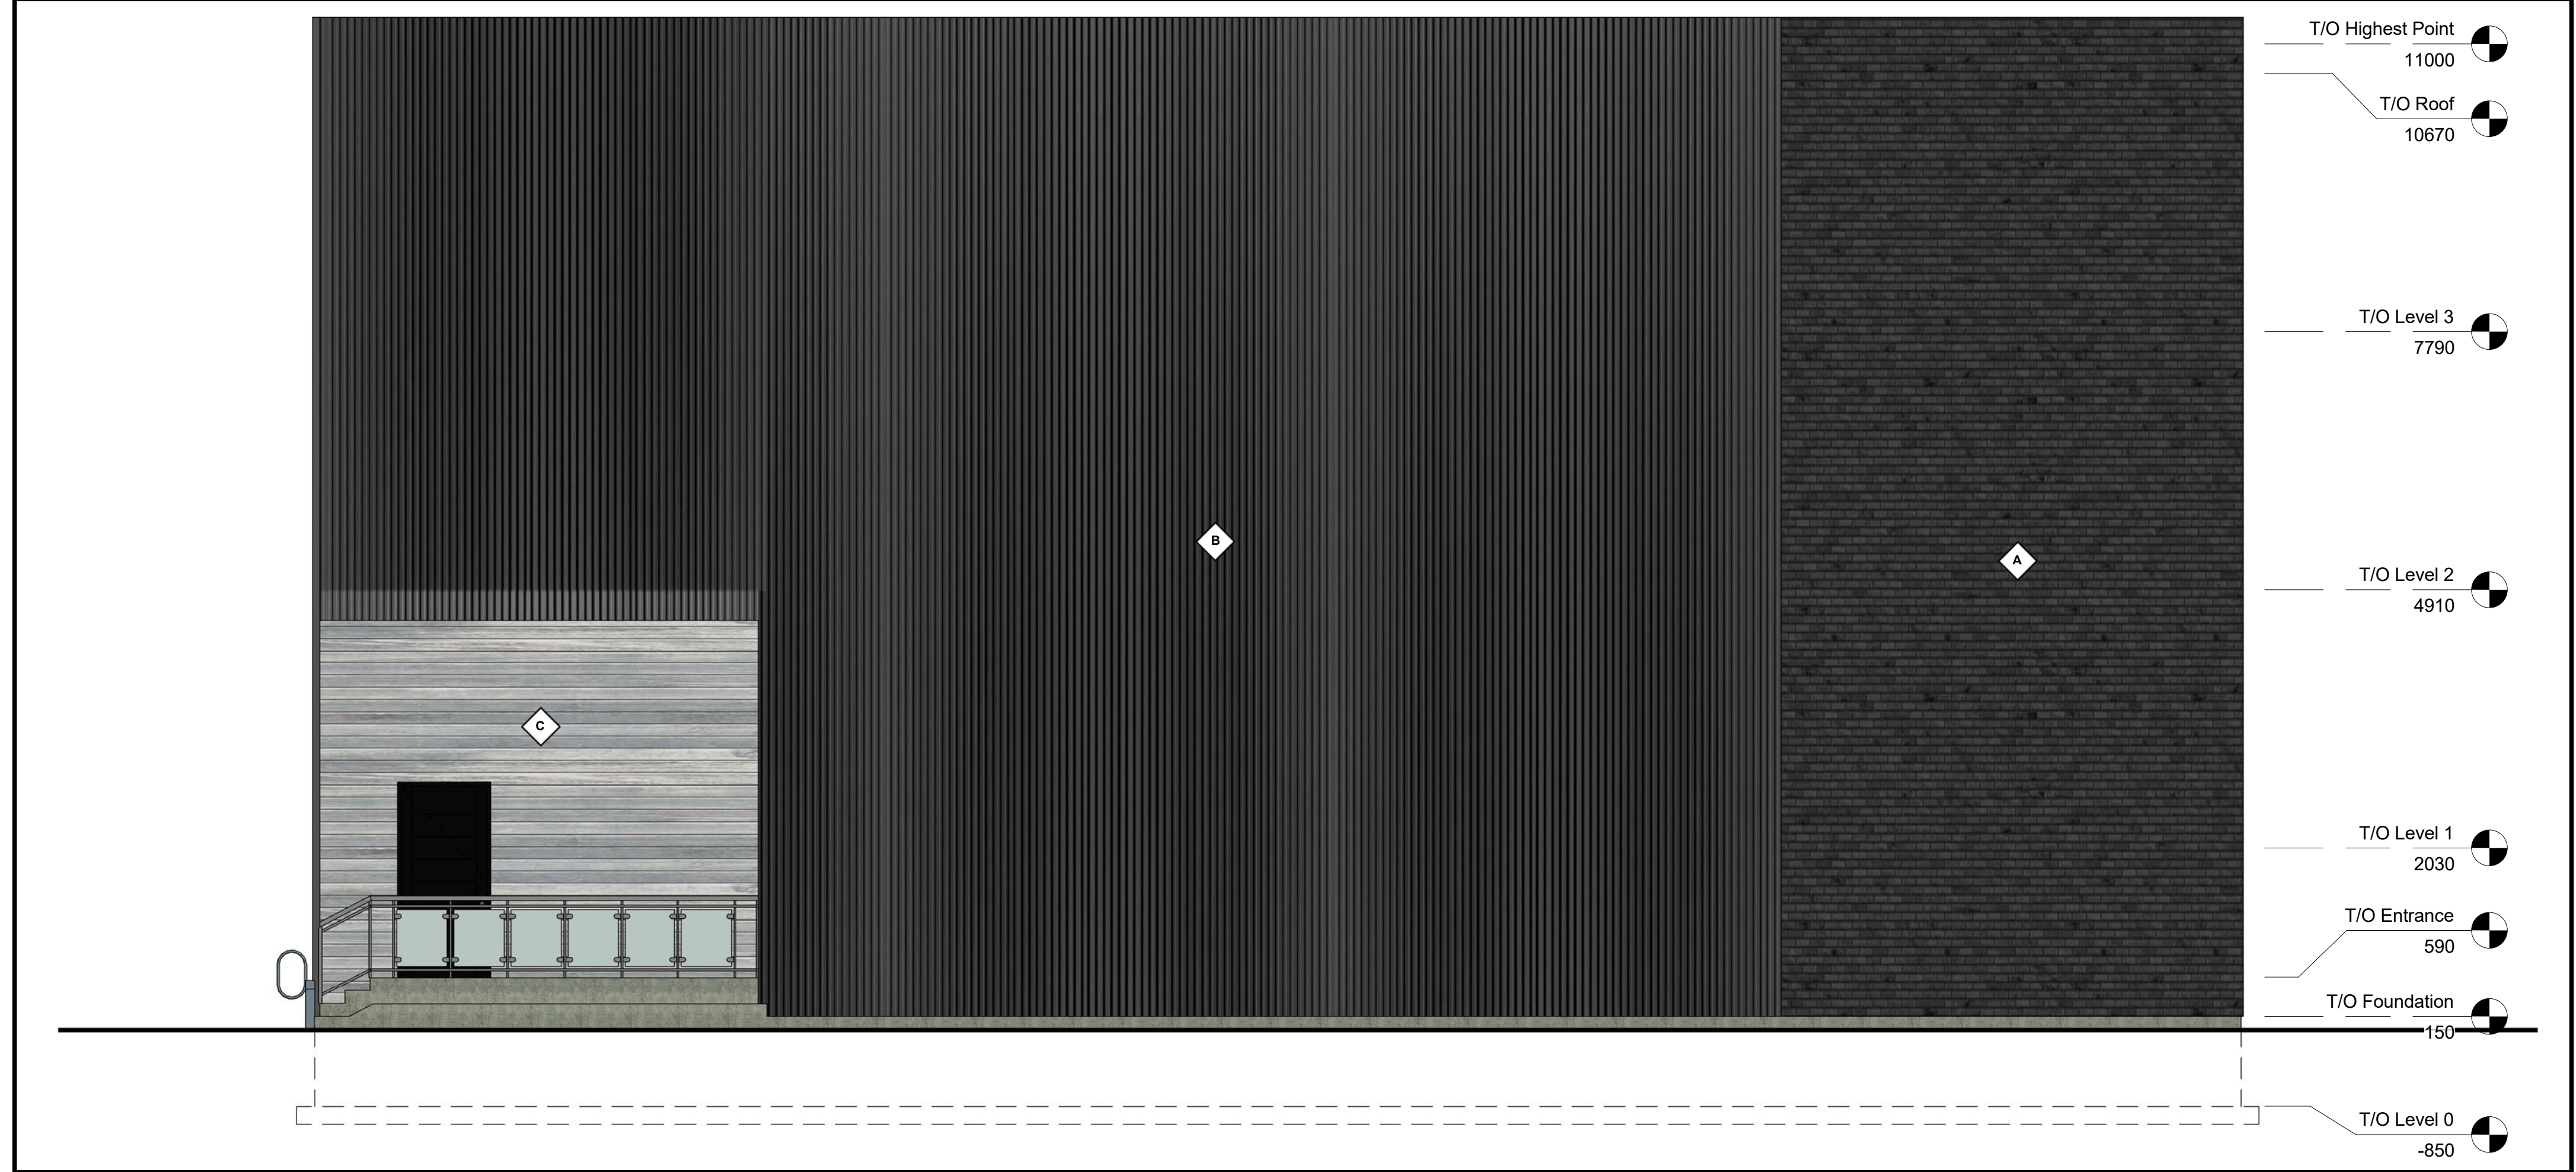 T/O Highest Point
11000
T/O Roof
10670
T/O Level 3
7790
B
A
T/O Level 2
4910
C
T/O Level 1
2030
T/O Entrance
590
T/O Foundation
150
T/O Level 0
-850